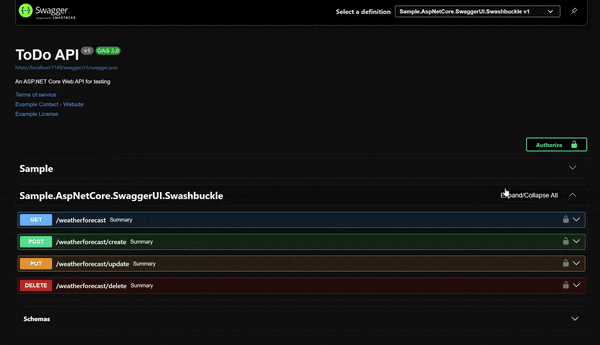 Swagger
Supported by SMARTBEAR
Select a definition
Sample.AspNetCore.SwaggerUI.Swashbuckle v1
ToDo API v1 OAS 3.0
https://localhost:7149/swagger/v1/swagger.json
An ASP.NET Core Web API for testing
Terms of service
Example Contact - Website
Example License
Authorize
Sample
Sample.AspNetCore.SwaggerUI.Swashbuckle
Expand/Collapse All
GET /weatherforecast Summary
POST /weatherforecast/create Summary
PUT /weatherforecast/update Summary
DELETE /weatherforecast/delete Summary
Schemas